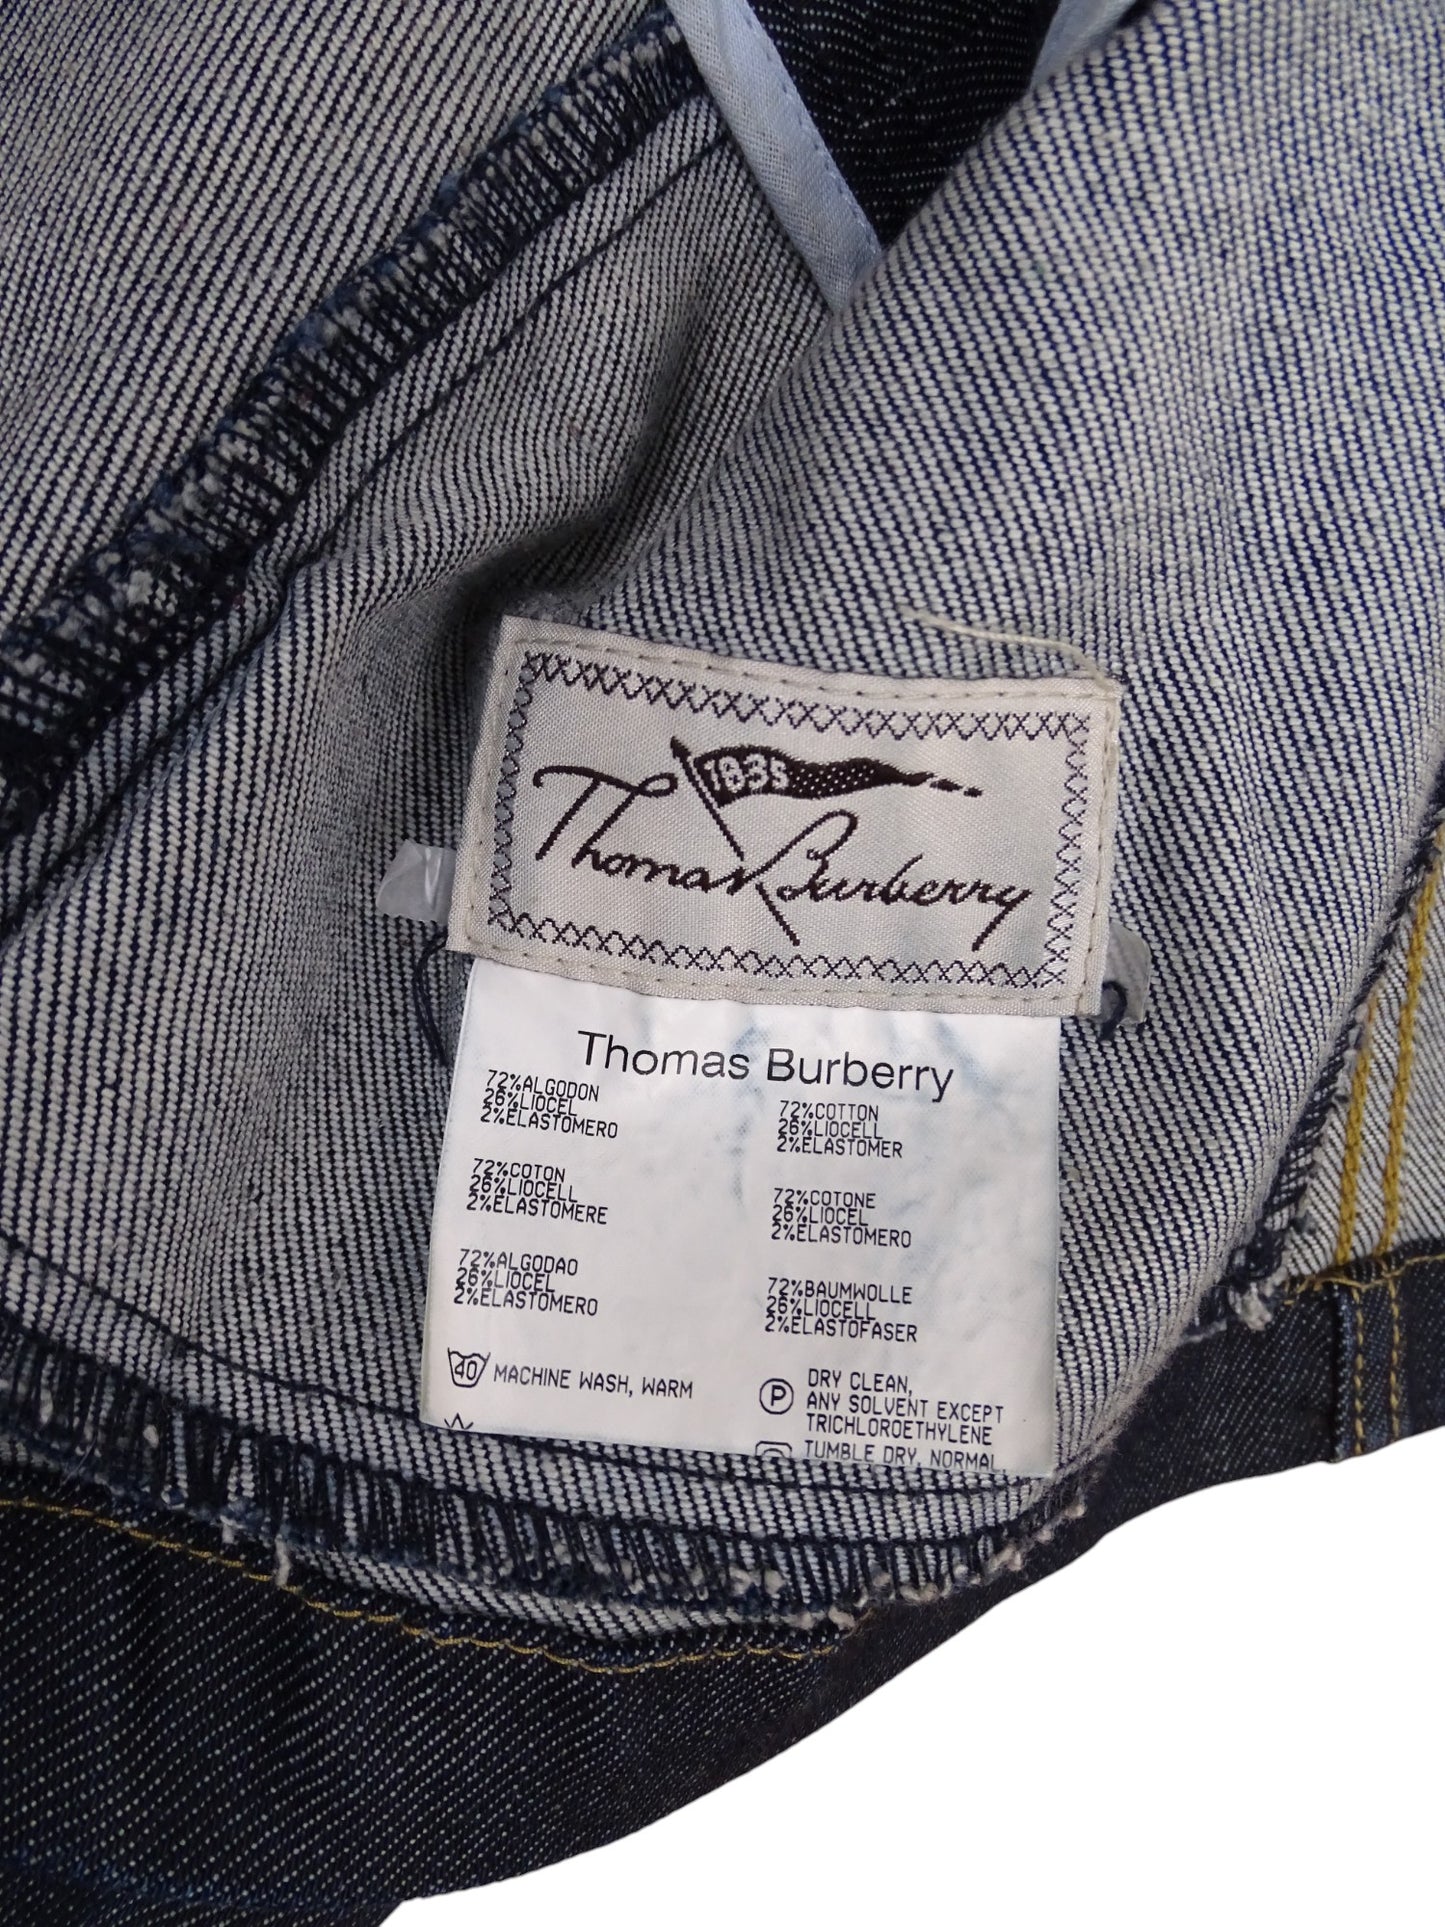 1835
Thomas Burberry
Thomas Burberry
72%ALGODON
26%LIOCEL
2%ELASTOMERO
72%COTTON
26%LIOCELL
2%ELASTOMER
72%COTON
26%LIOCELL
2%ELASTOMERE
72%COTONE
26%LIOCEL
2%ELASTOMERO
72%ALGODAO
26%LIOCEL
2%ELASTOMERO
72%BAUMWOLLE
26%LIOCELL
2%ELASTOFASER
40 MACHINE WASH, WARM
P DRY CLEAN,
ANY SOLVENT EXCEPT
TRICHLOROETHYLENE
TUMBLE DRY, NORMAL